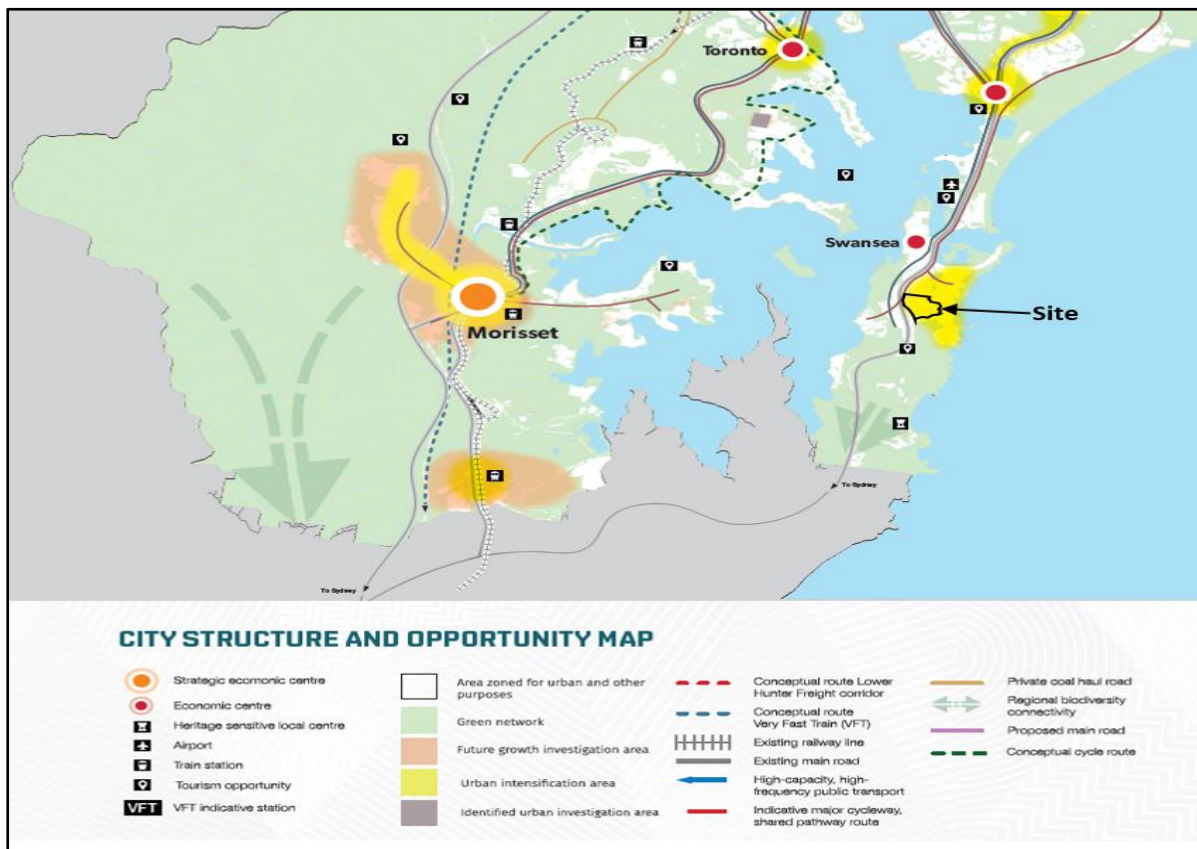 Toronto
Swansea
Site
Morisset
To Sydney
To Sydney
CITY STRUCTURE AND OPPORTUNITY MAP
Strategic ecomonic centre
Economic centre
Heritage sensitive local centre
Airport
Train station
Tourism opportunity
VFT VFT indicative station
Area zoned for urban and other
purposes
Green network
Future growth investigation area
Urban intensification area
Identified urban investigation area
Conceptual route Lower
Hunter Freight corridor
Conceptual route
Very Fast Train (VFT)
Existing railway line
Existing main road
High-capacity, high-
frequency public transport
Indicative major cycleway,
shared pathway route
Private coal haul road
Regional biodiversity
connectivity
Proposed main road
Conceptual cycle route